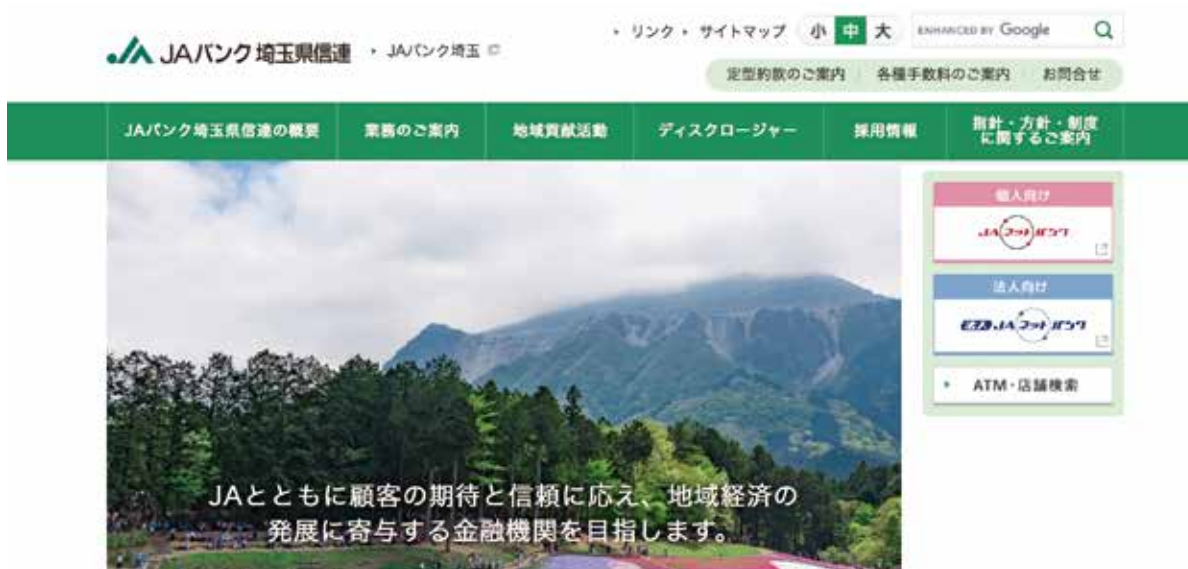 JAバンク埼玉県信連
JAバンク埼玉
リンク
サイトマップ
小 中 大
ENHANCED BY Google
定型約款のご案内
各種手数料のご案内
お問合せ
JAバンク埼玉県信連の概要
業務のご案内
地域貢献活動
ディスクロージャー
採用情報
指針・方針・制度
に関するご案内
個人向け
JAネットバンク
法人向け
JAネットバンク
ATM・店舗検索
JAとともに顧客の期待と信頼に応え、地域経済の
発展に寄与する金融機関を目指します。